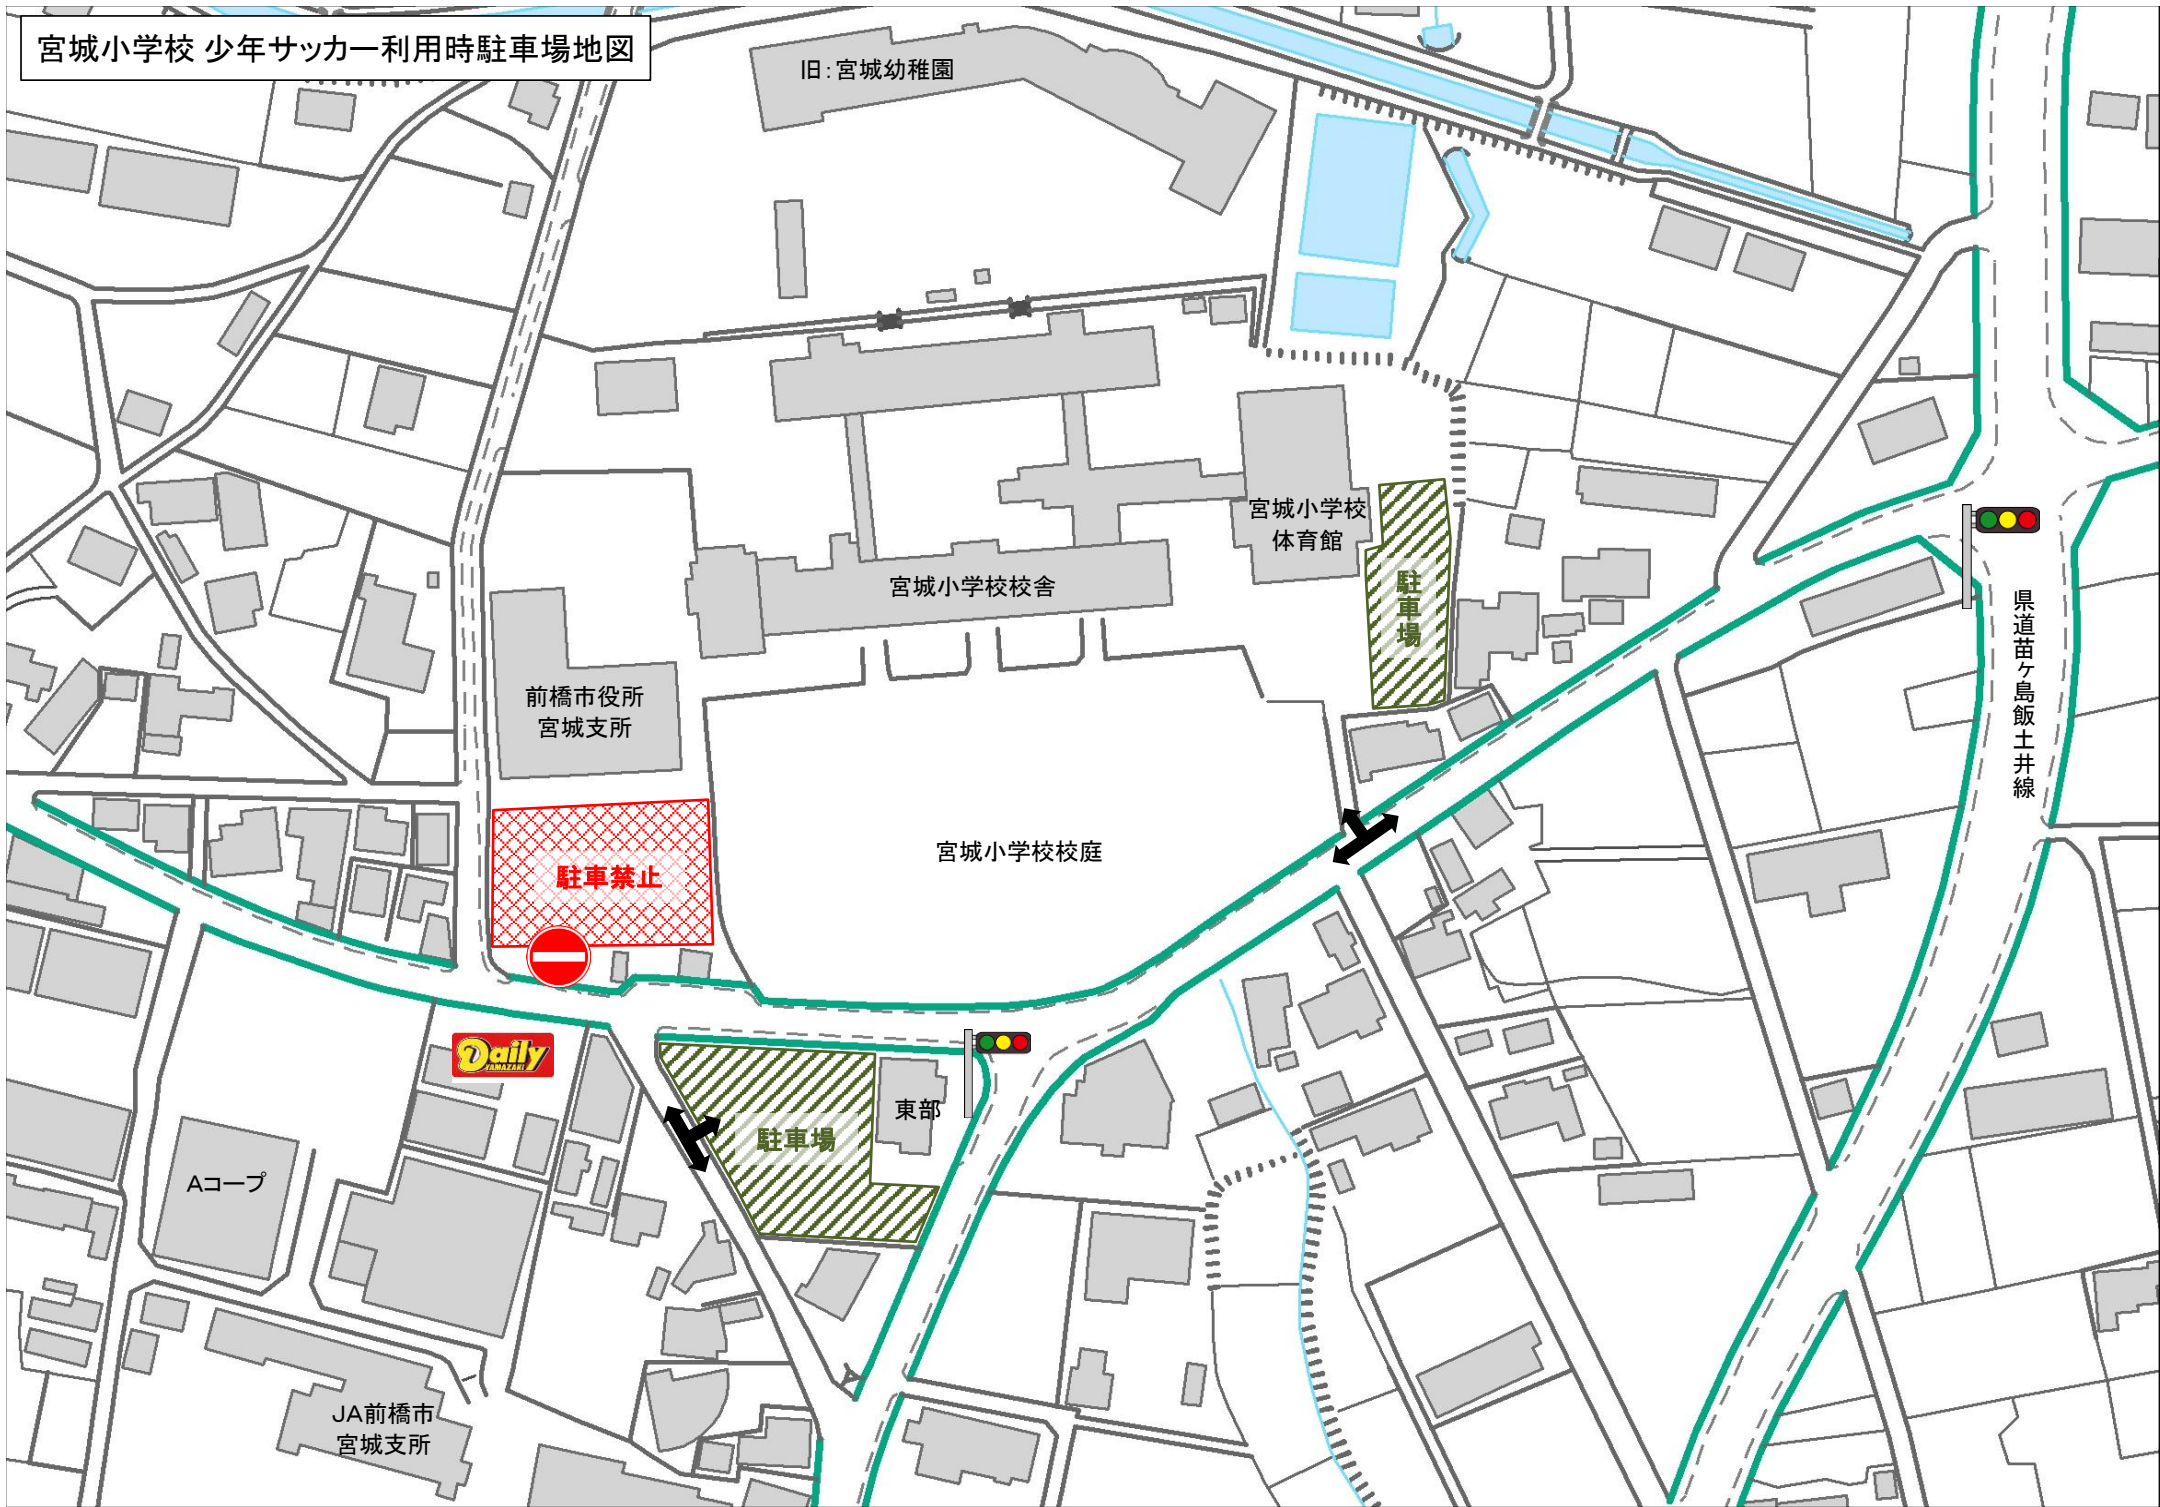 宮城小学校 少年サッカー利用時駐車場地図
旧：宮城幼稚園
宮城小学校
体育館
宮城小学校校舎
駐車場
県道苗ヶ島飯土井線
前橋市役所
宮城支所
駐車禁止
宮城小学校校庭
Daily
YAMAZAKI
東部
駐車場
Aコープ
JA前橋市
宮城支所